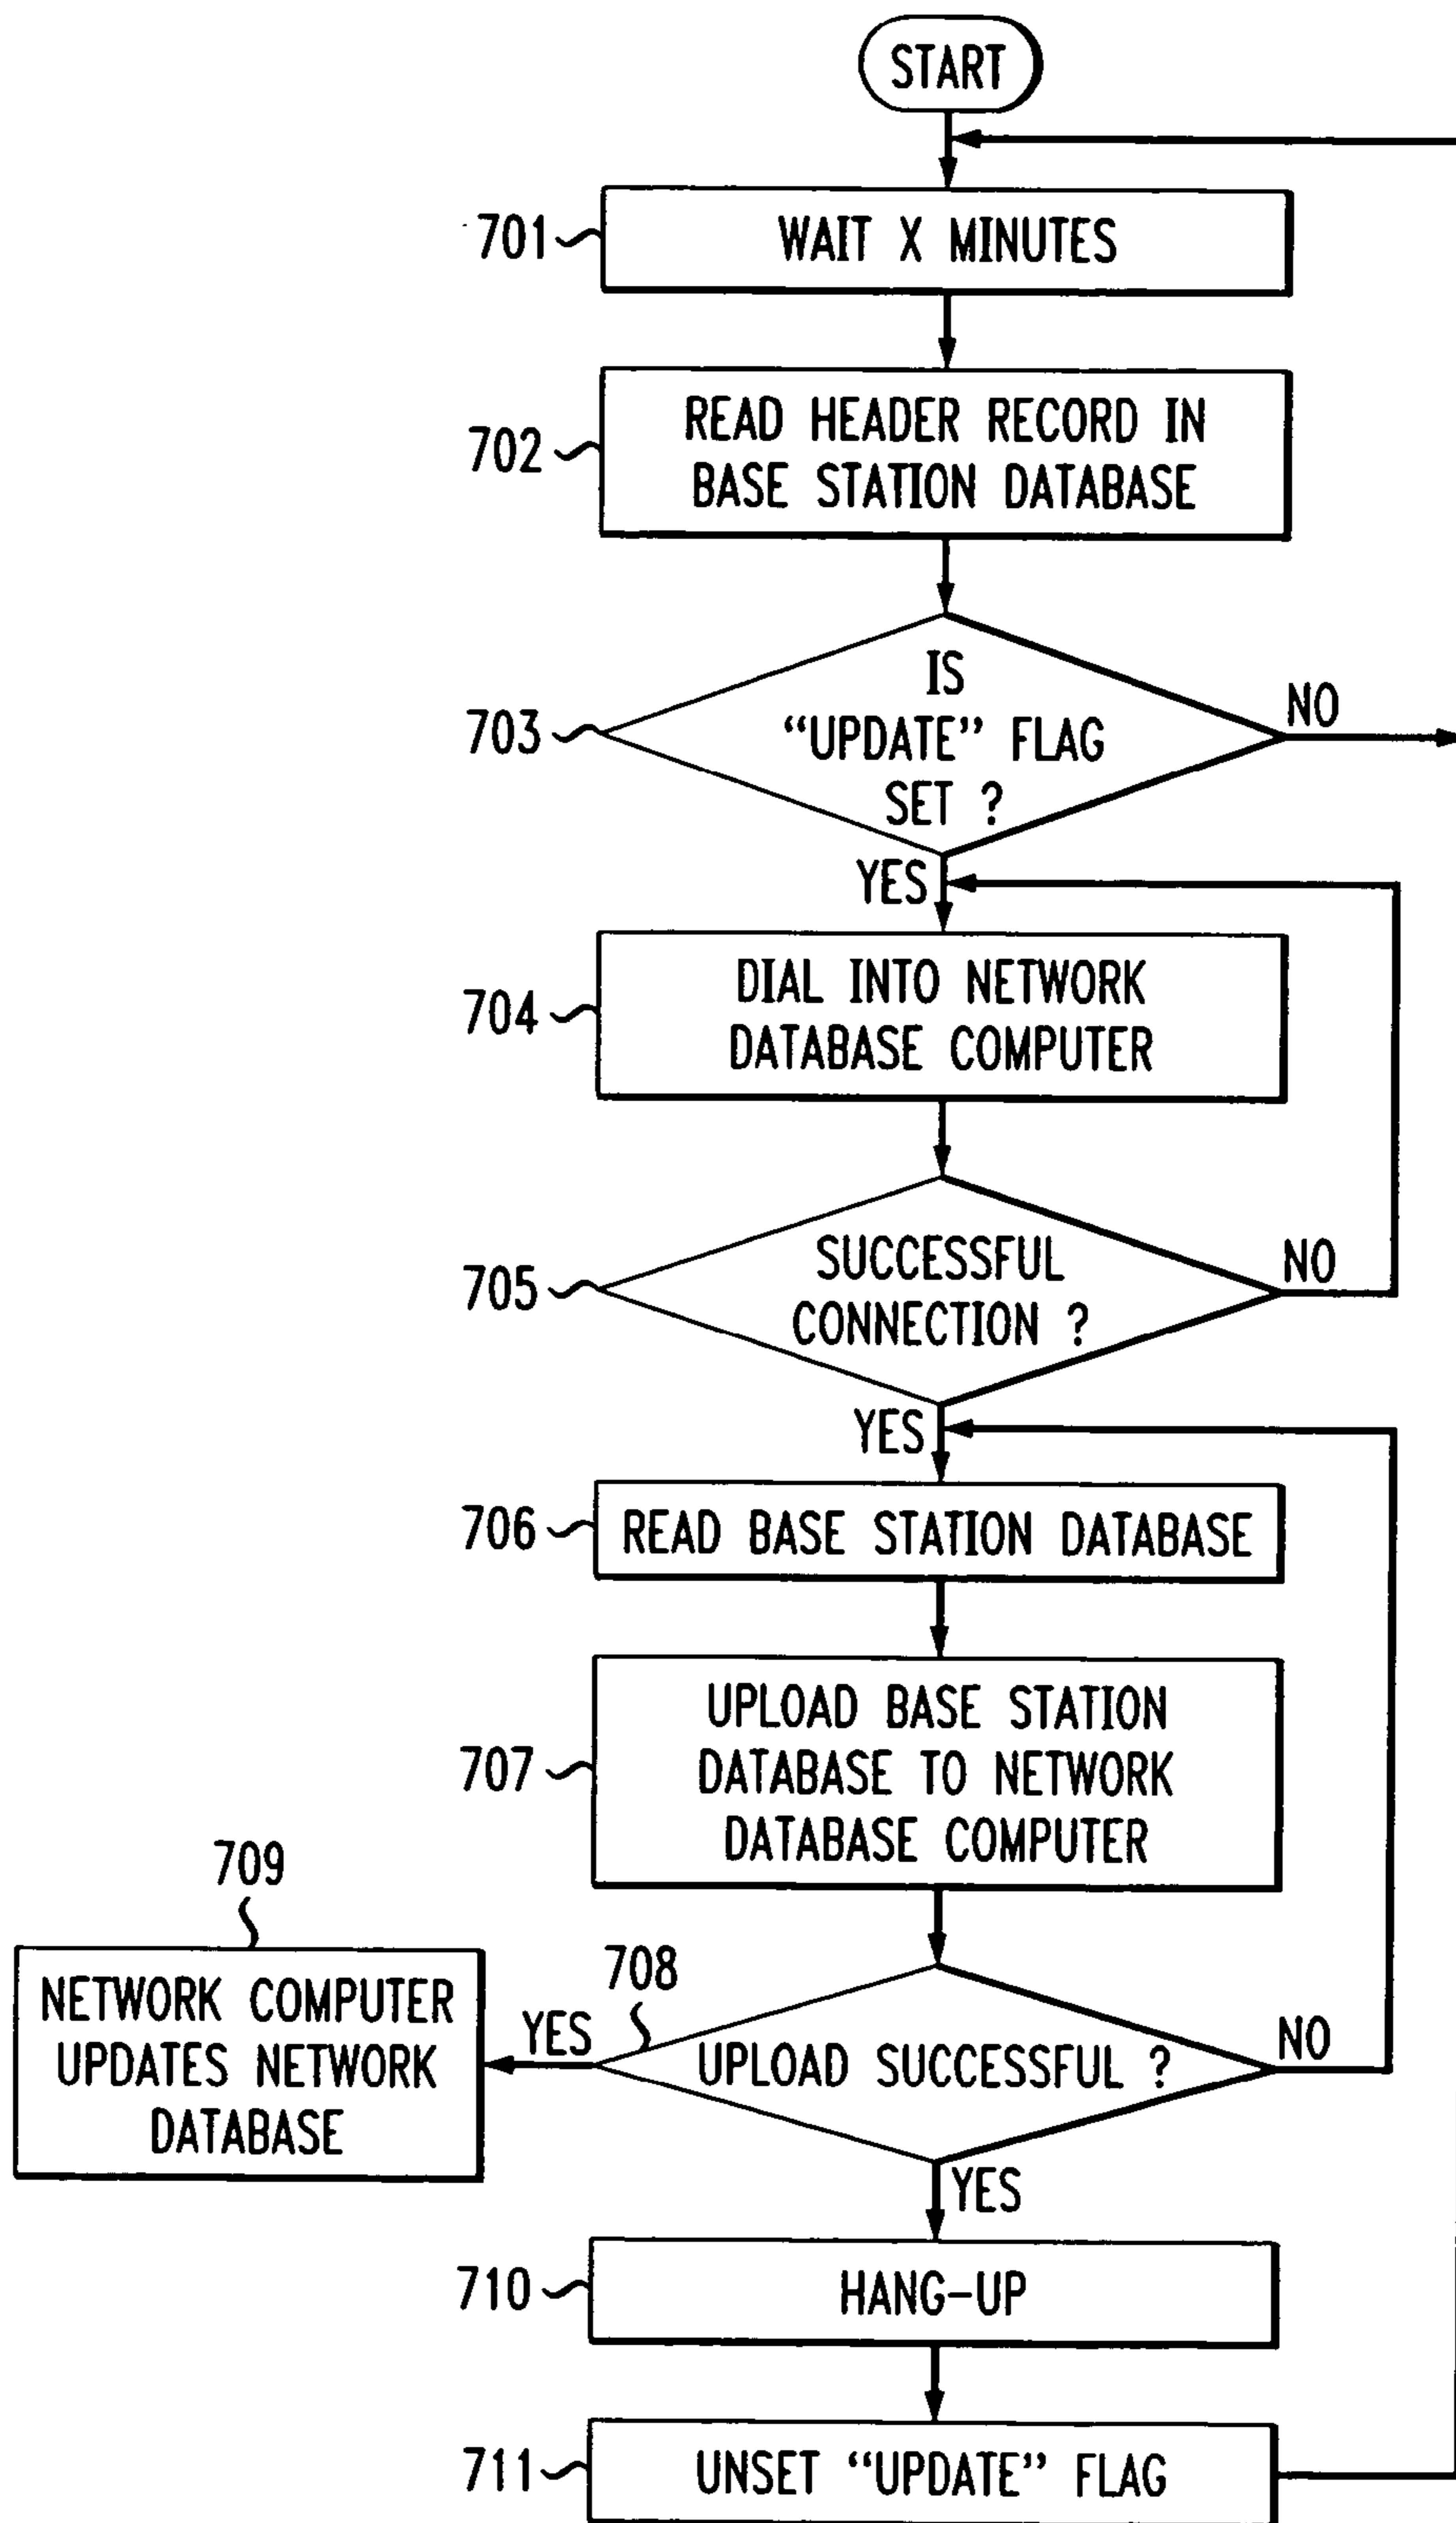 START
701
WAIT X MINUTES
702
READ HEADER RECORD IN
BASE STATION DATABASE
703
IS
“UPDATE” FLAG
SET ?
NO
YES
704
DIAL INTO NETWORK
DATABASE COMPUTER
705
SUCCESSFUL
CONNECTION ?
NO
YES
706
READ BASE STATION DATABASE
707
UPLOAD BASE STATION
DATABASE TO NETWORK
DATABASE COMPUTER
709
NETWORK COMPUTER
UPDATES NETWORK
DATABASE
YES
708
UPLOAD SUCCESSFUL ?
NO
YES
710
HANG-UP
711
UNSET “UPDATE” FLAG